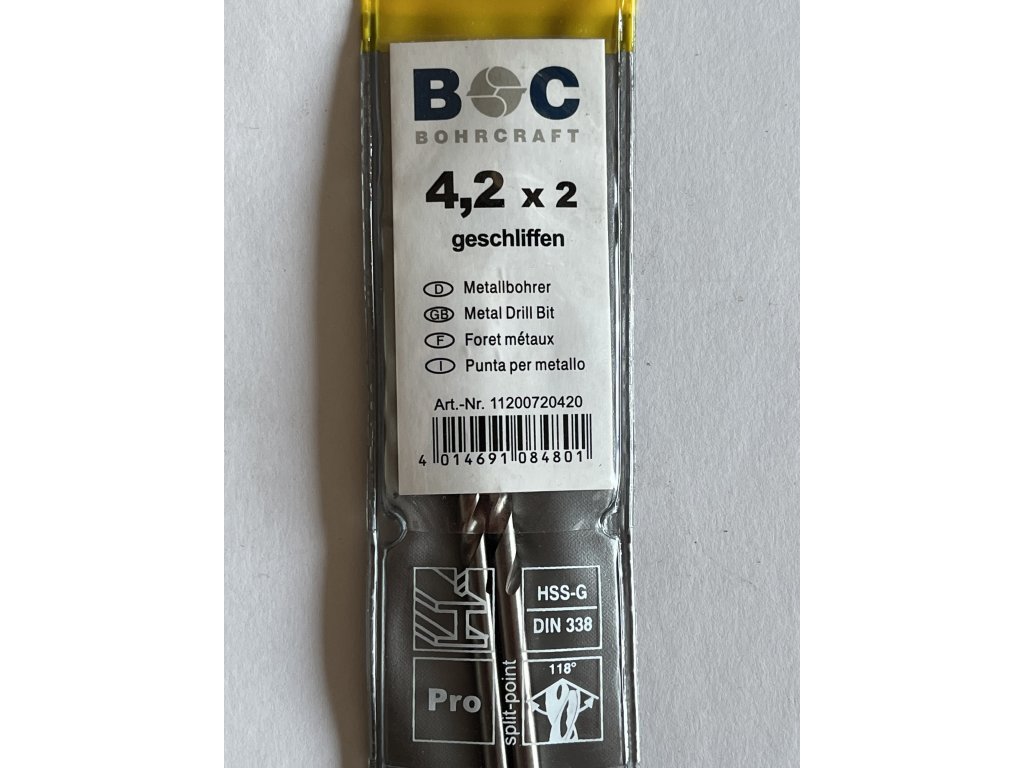 BOC
BOHRCRAFT
4,2 x 2
geschliffen
D Metallbohrer
GB Metal Drill Bit
F Foret métaux
I Punta per metallo
Art.-Nr. 11200720420
4 014691 084801
HSS-G
DIN 338
Pro
split-point
118°